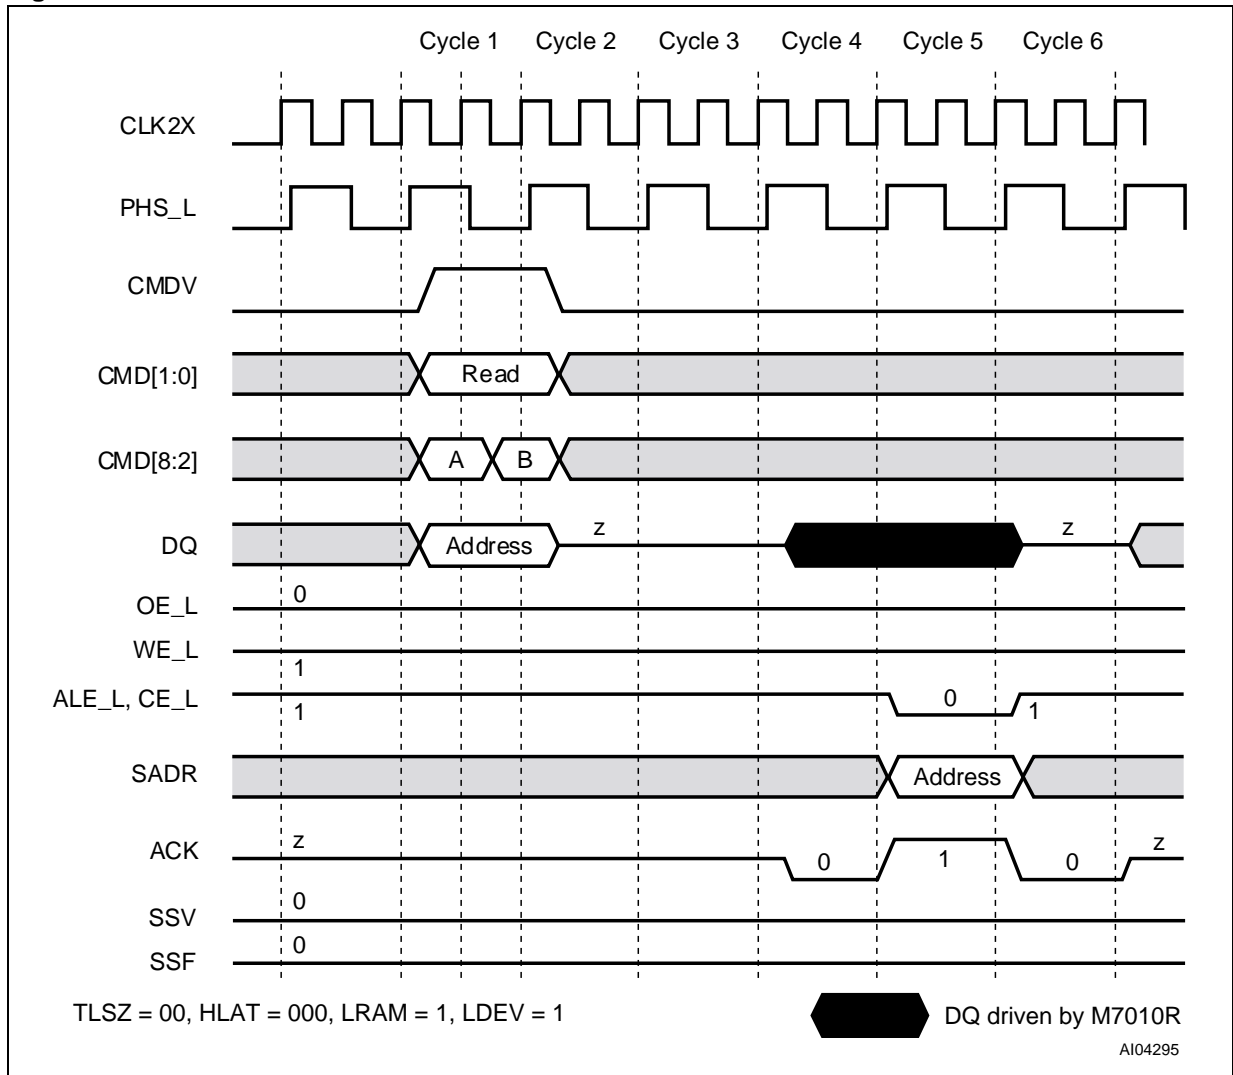 Cycle 1 Cycle 2 Cycle 3 Cycle 4 Cycle 5 Cycle 6
CLK2X
PHS_L
CMDV
CMD[1:0] Read
CMD[8:2] A B
DQ Address z z
OE_L 0
WE_L
1
ALE_L, CE_L 1 0 1
SADR Address
ACK z 0 1 0 z
SSV 0
SSF 0
TLSZ = 00, HLAT = 000, LRAM = 1, LDEV = 1 DQ driven by M7010R
AI04295